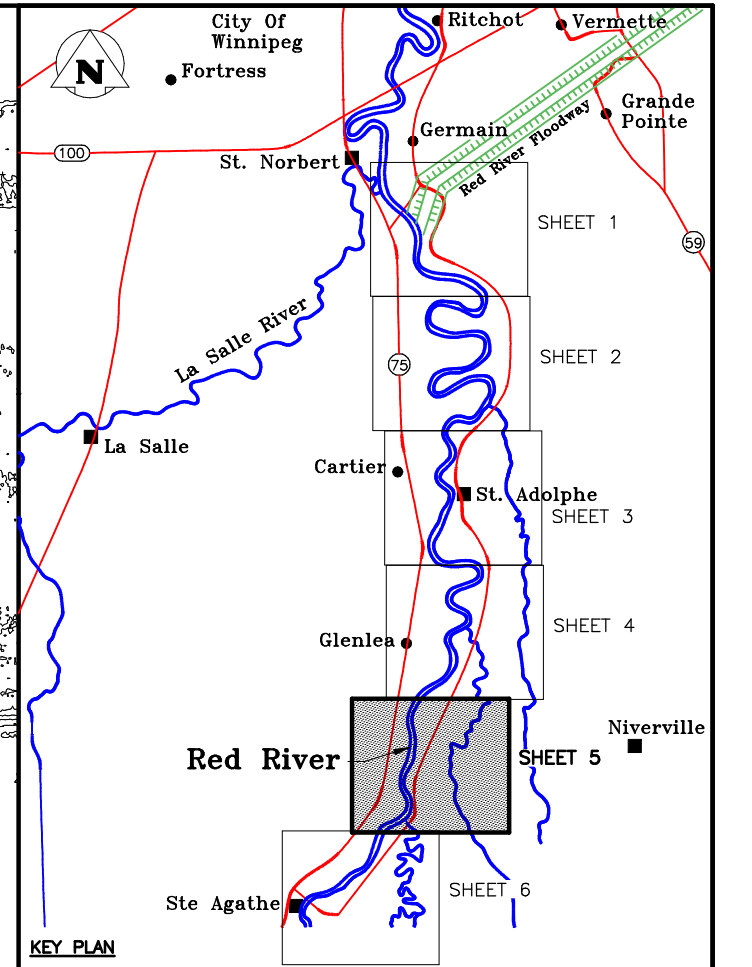 City Of
Winnipeg
Ritchot
Vermette
N
Fortress
Grande
Pointe
Germain
100
St. Norbert
Red River Floodway
SHEET 1
59
La Salle River
SHEET 2
75
La Salle
Cartier
St. Adolphe
SHEET 3
SHEET 4
Glenlea
Niverville
Red River
SHEET 5
SHEET 6
Ste Agathe
KEY PLAN